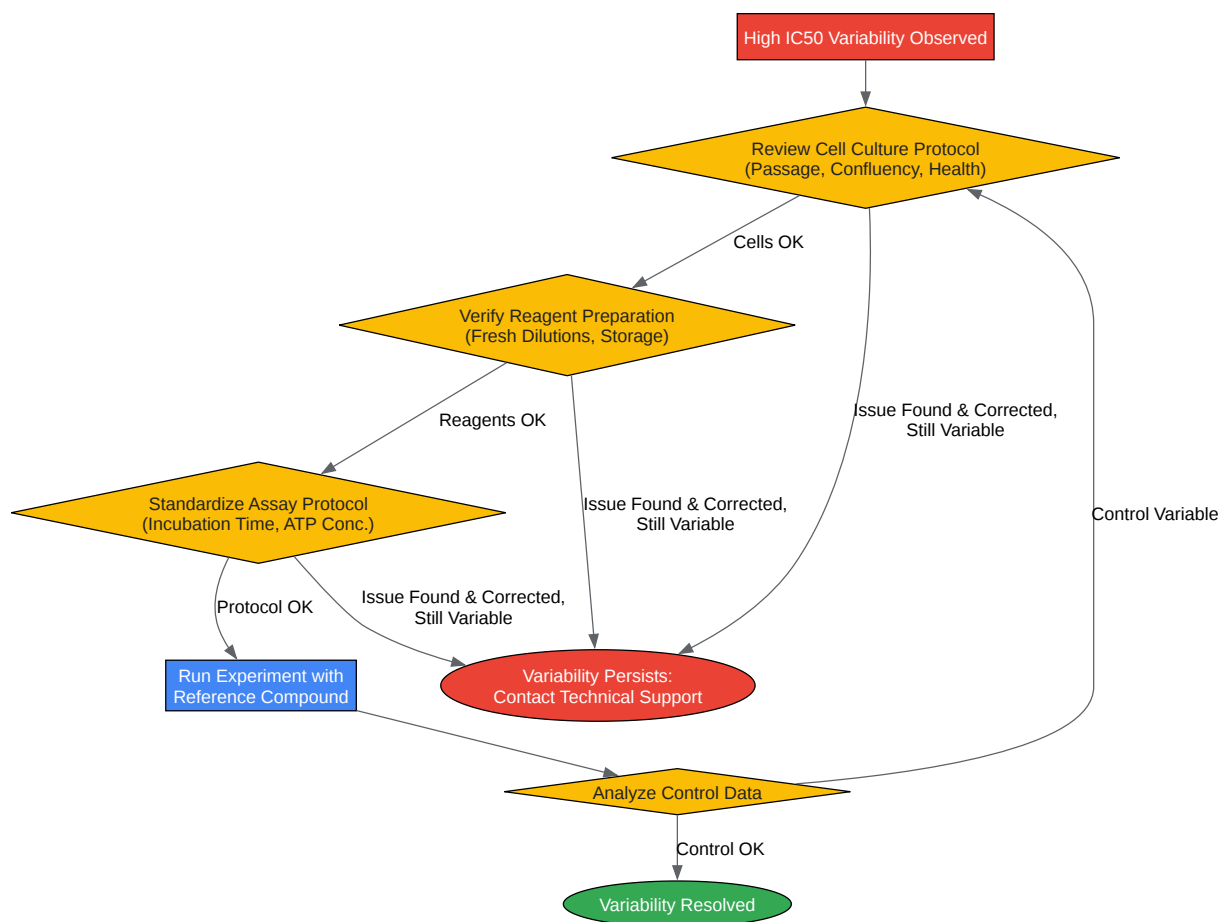 High IC50 Variability Observed
Review Cell Culture Protocol
(Passage, Confluency, Health)
Cells OK
Verify Reagent Preparation
(Fresh Dilutions, Storage)
Reagents OK
Issue Found & Corrected,
Still Variable
Standardize Assay Protocol
(Incubation Time, ATP Conc.)
Issue Found & Corrected,
Still Variable
Control Variable
Protocol OK
Issue Found & Corrected,
Still Variable
Run Experiment with
Reference Compound
Variability Persists:
Contact Technical Support
Analyze Control Data
Control OK
Variability Resolved